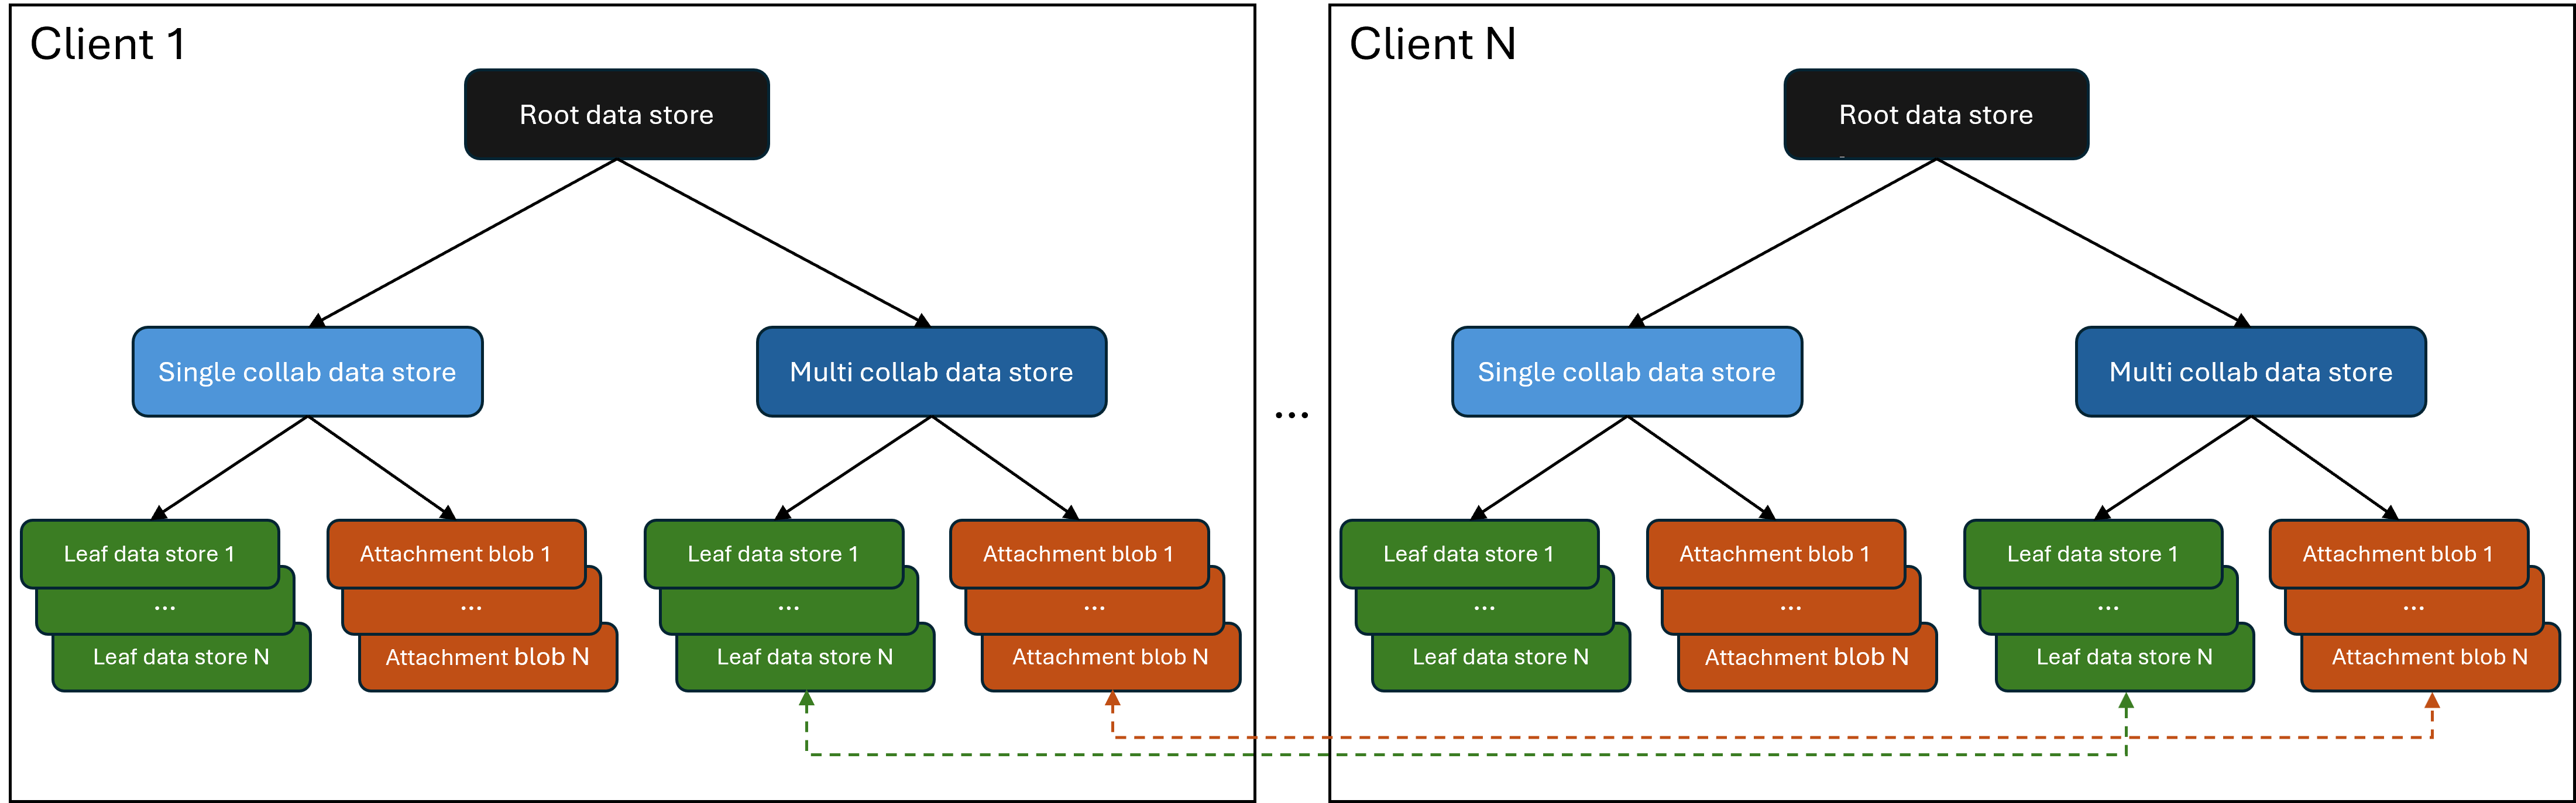 Client 1
Root data store
Single collab data store
Multi collab data store
Leaf data store 1
...
Leaf data store N
Attachment blob 1
...
Attachment blob N
Leaf data store 1
...
Leaf data store N
Attachment blob 1
...
Attachment blob N
...
Client N
Root data store
Single collab data store
Multi collab data store
Leaf data store 1
...
Leaf data store N
Attachment blob 1
...
Attachment blob N
Leaf data store 1
...
Leaf data store N
Attachment blob 1
...
Attachment blob N